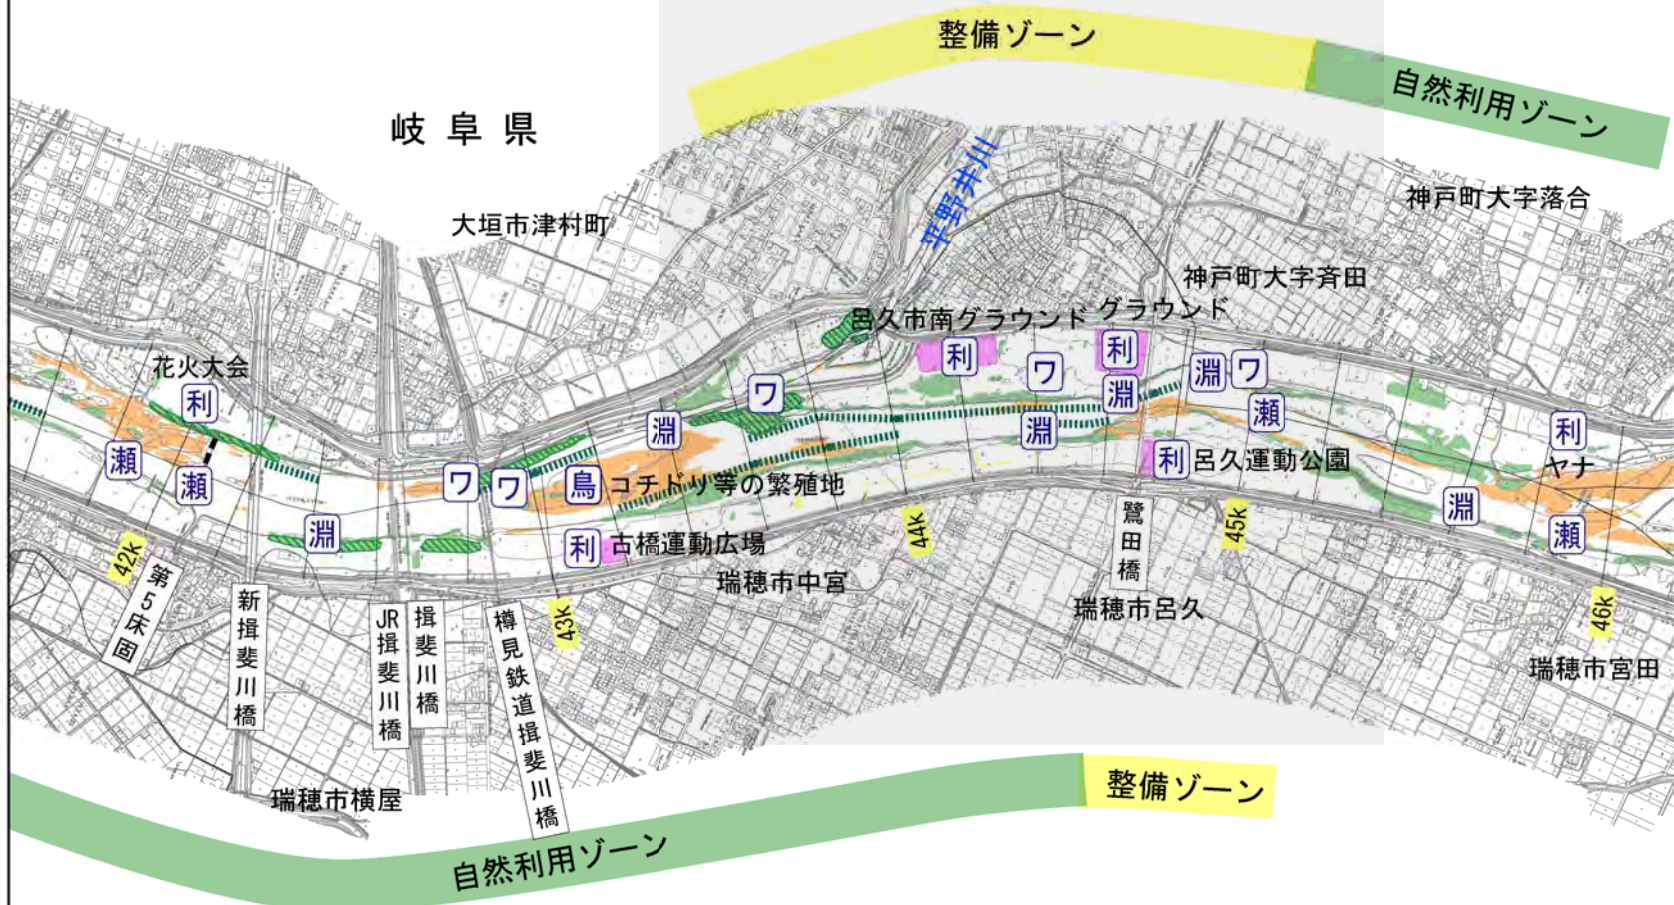 整備ゾーン
自然利用ゾーン
岐阜県
平野井川
大垣市津村町
神戸町大字落合
神戸町大字斉田
呂久市南グラウンド
グラウンド
花火大会
利
利
利
ワ
淵
ワ
ワ
淵
瀬
淵
淵
利
ヤナ
瀬
瀬
ワ
ワ
鳥
コチドリ等の繁殖地
利
呂久運動公園
淵
淵
瀬
利
古橋運動広場
瑞穂市中宮
42k
43k
44k
45k
46k
第5床固
新揖斐川橋
JR揖斐川橋
揖斐川橋
樽見鉄道揖斐川橋
鷺田橋
瑞穂市呂久
瑞穂市宮田
瑞穂市横屋
整備ゾーン
自然利用ゾーン